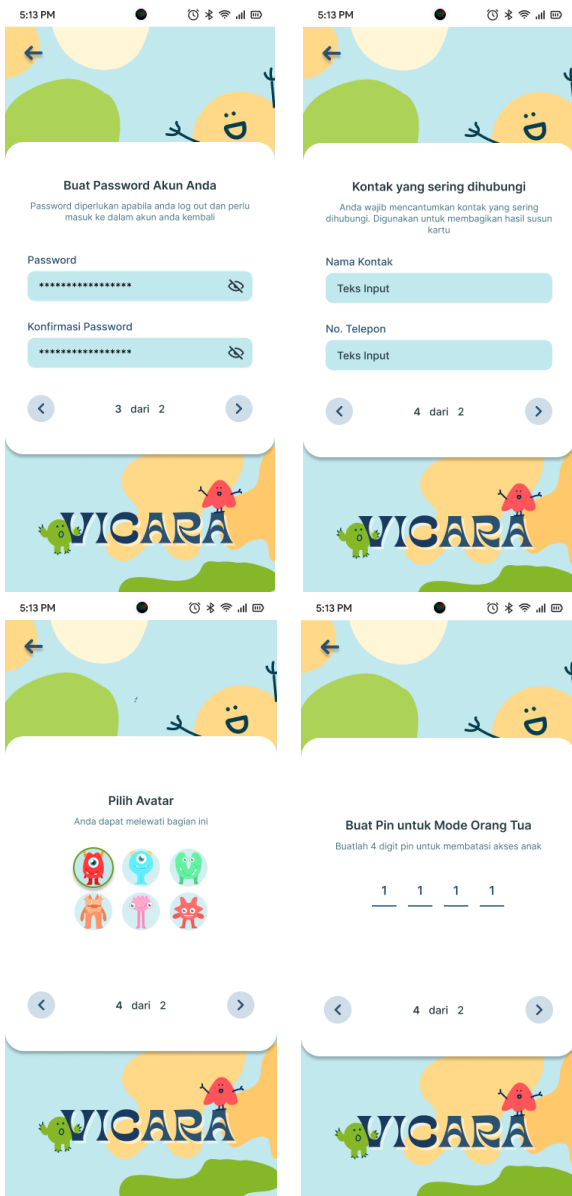 5:13 PM
Buat Password Akun Anda
Password diperlukan apabila anda log out dan perlu
masuk ke dalam akun anda kembali
Password
*****************
Konfirmasi Password
*****************
3 dari 2
VICARA
5:13 PM
Kontak yang sering dihubungi
Anda wajib mencantumkan kontak yang sering
dihubungi. Digunakan untuk membagikan hasil susun
kartu
Nama Kontak
Teks Input
No. Telepon
Teks Input
4 dari 2
VICARA
5:13 PM
Pilih Avatar
Anda dapat melewati bagian ini
4 dari 2
VICARA
5:13 PM
Buat Pin untuk Mode Orang Tua
Buatlah 4 digit pin untuk membatasi akses anak
1 1 1 1
4 dari 2
VICARA